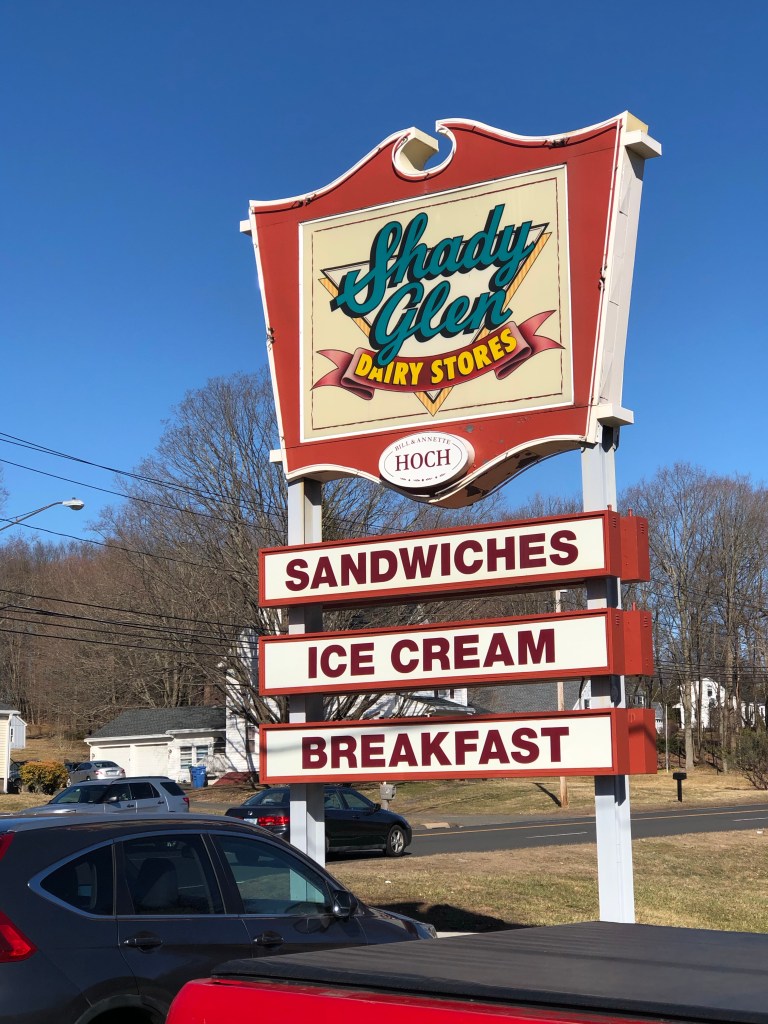 Shady
Glen
DAIRY STORES
BILL & ANNETTE
HOCH
SANDWICHES
ICE CREAM
BREAKFAST